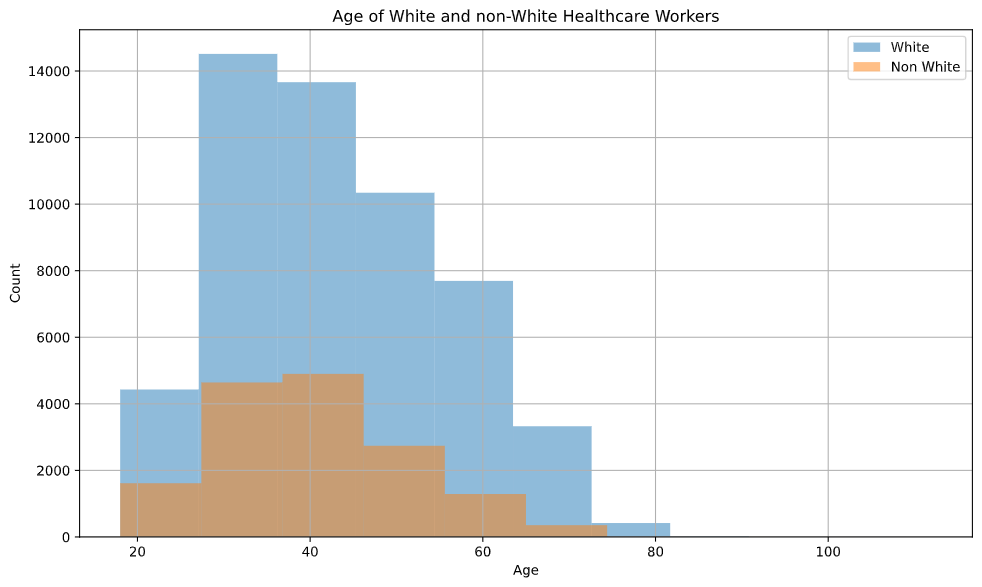 Age of White and non-White Healthcare Workers
White
Non White
14000
12000
10000
8000
6000
4000
2000
0
Count
20 40 60 80 100
Age